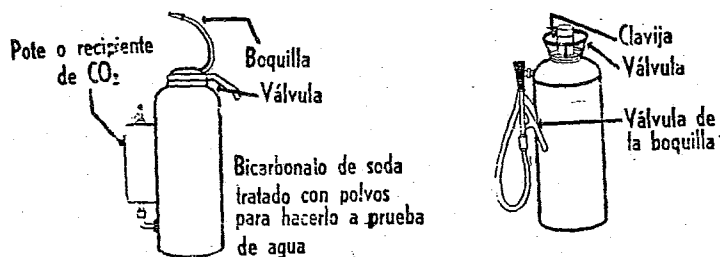 Pote o recipiente
de CO₂
Boquilla
Válvula
Bicarbonato de soda
tratado con polvos
para hacerlo a prueba
de agua
Clavija
Válvula
Válvula de
la boquilla